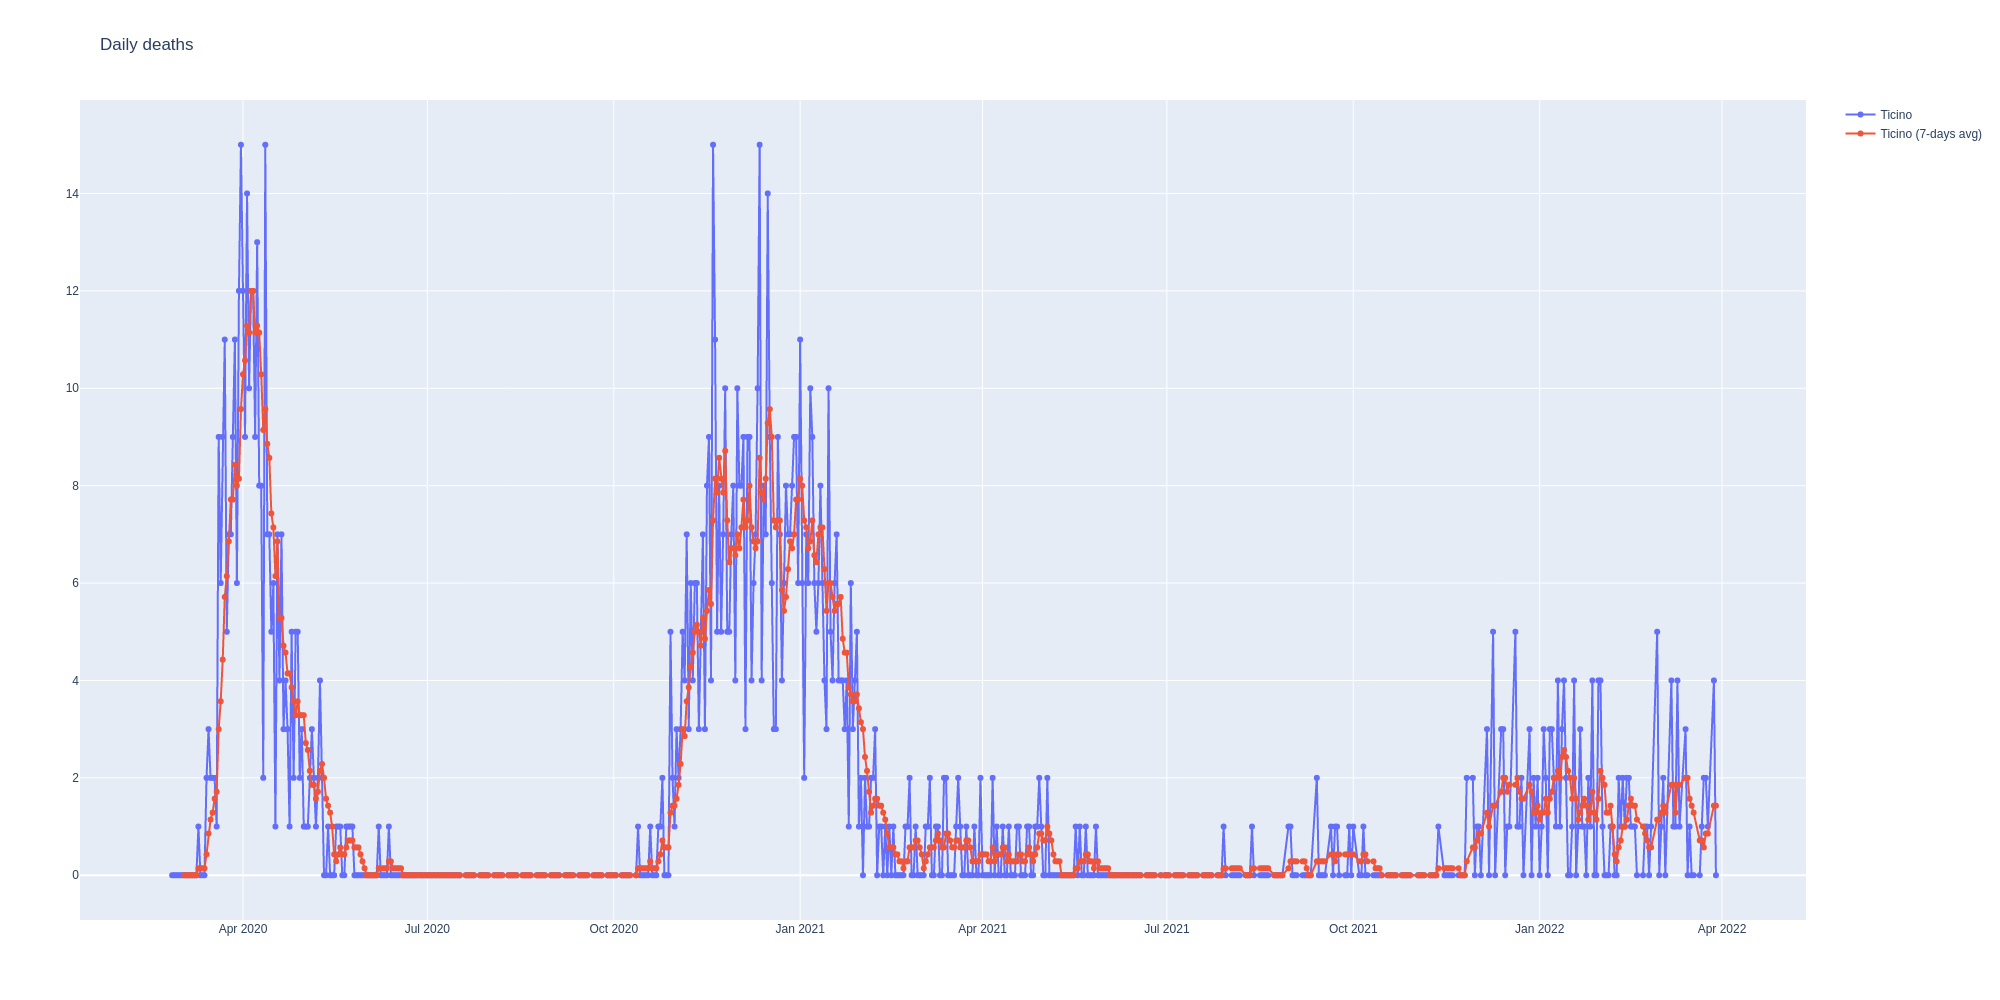 Daily deaths
Ticino
Ticino (7-days avg)
14
12
10
8
6
4
2
0
Apr 2020
Jul 2020
Oct 2020
Jan 2021
Apr 2021
Jul 2021
Oct 2021
Jan 2022
Apr 2022